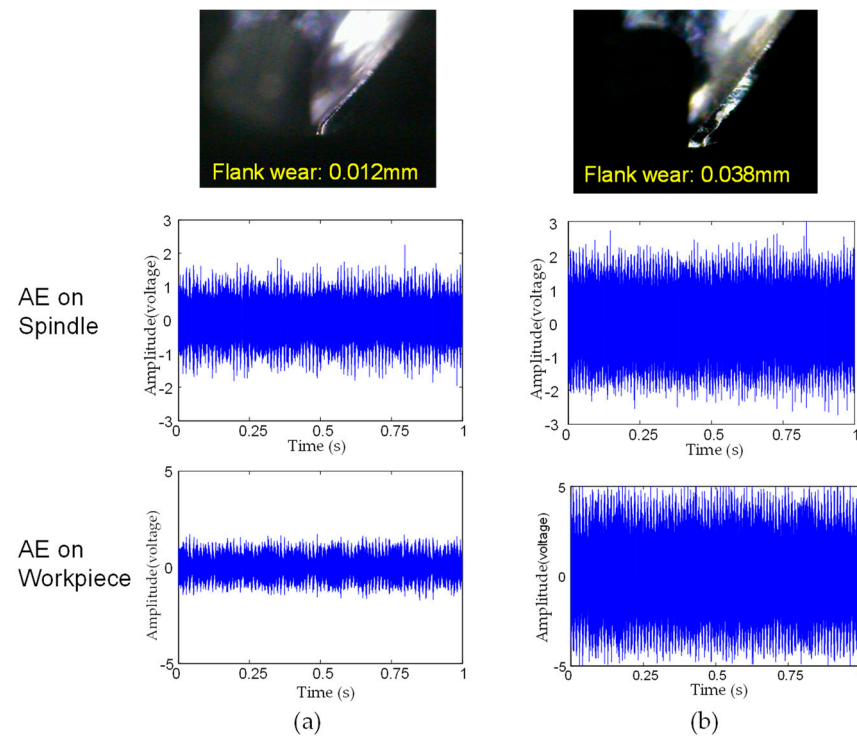 Flank wear: 0.012mm
Flank wear: 0.038mm
AE on
Spindle
Amplitude(voltage)
3
2
1
0
-1
-2
-3
0 0.25 0.5 0.75 1
Time (s)
Amplitude(voltage)
3
2
1
0
-1
-2
-3
0 0.25 0.5 0.75 1
Time (s)
AE on
Workpiece
Amplitude(voltage)
5
0
-5
0 0.25 0.5 0.75 1
Time (s)
Amplitude(voltage)
5
0
-5
0.25 0.5 0.75
Time (s)
(a)
(b)